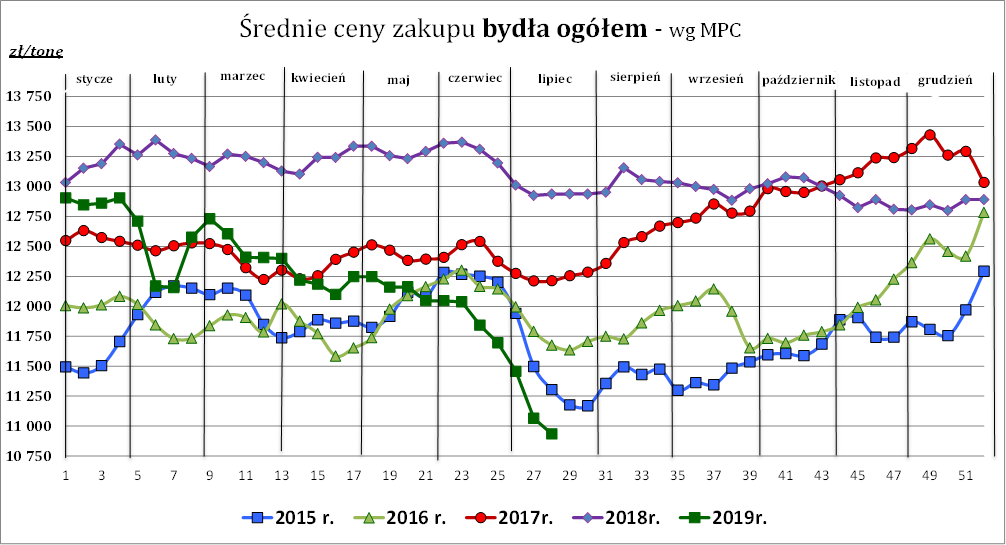 Średnie ceny zakupu bydła ogółem - wg MPC
zł/tonę
stycze luty marzec kwiecień maj czerwiec lipiec sierpień wrzesień październik listopad grudzień
13 750
13 500
13 250
13 000
12 750
12 500
12 250
12 000
11 750
11 500
11 250
11 000
10 750
1 3 5 7 9 11 13 15 17 19 21 23 25 27 29 31 33 35 37 39 41 43 45 47 49 51
2015 r. 2016 r. 2017r. 2018r. 2019r.